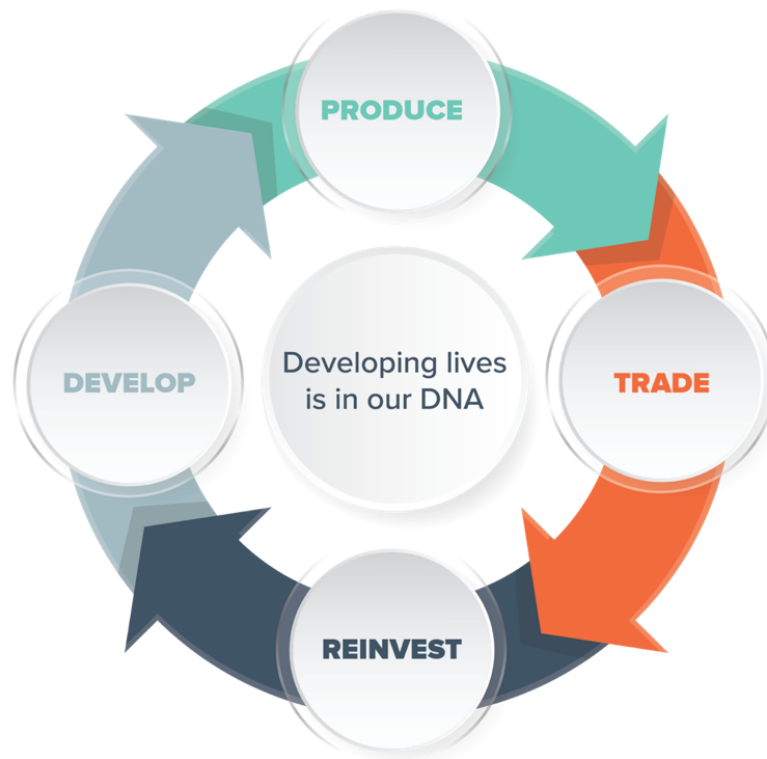 PRODUCE
DEVELOP
Developing lives
is in our DNA
TRADE
REINVEST